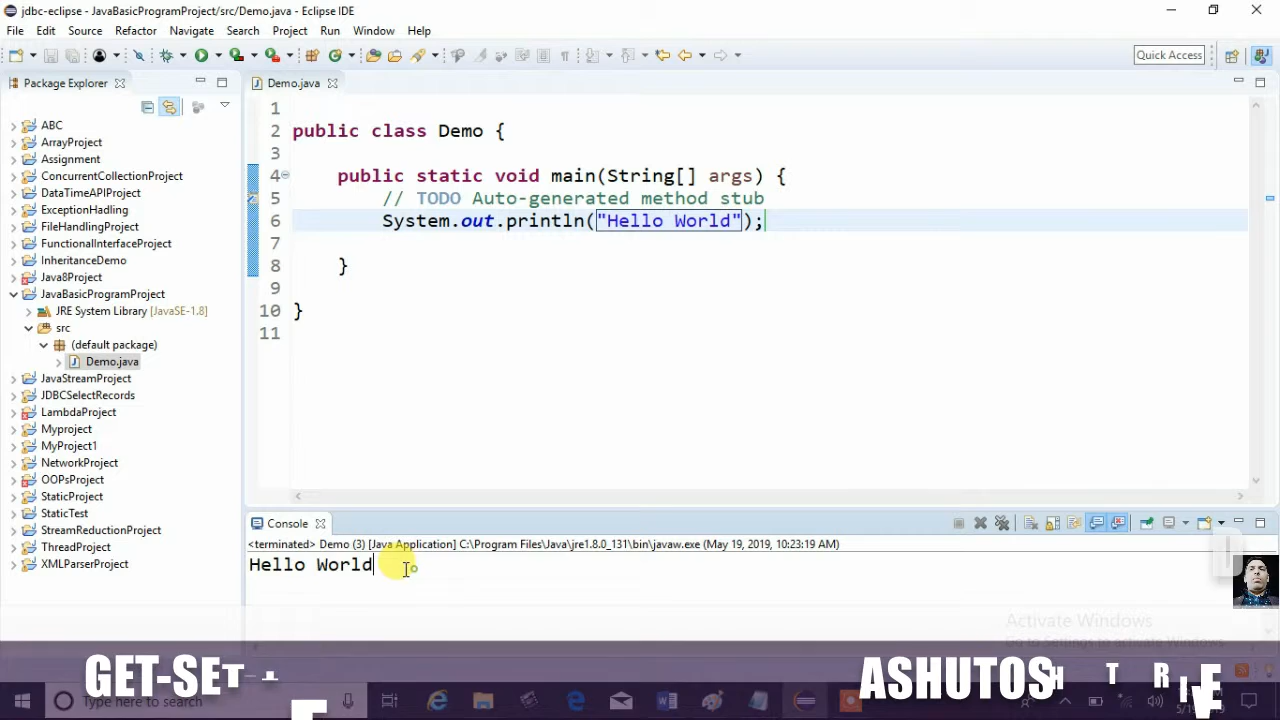 jdbc-eclipse - JavaBasicProgramProject/src/Demo.java - Eclipse IDE
File Edit Source Refactor Navigate Search Project Run Window Help
Quick Access
Package Explorer
ABC
ArrayProject
Assignment
ConcurrentCollectionProject
DataTimeAPIProject
ExceptionHandling
FileHandlingProject
FunctionalInterfaceProject
InheritanceDemo
Java8Project
JavaBasicProgramProject
JRE System Library [JavaSE-1.8]
src
(default package)
Demo.java
JavaStreamProject
JDBCSelectRecords
LambdaProject
Myproject
MyProject1
NetworkProject
OOPsProject
StaticProject
StaticTest
StreamReductionProject
ThreadProject
XMLParserProject
Demo.java
1
2 public class Demo {
3
4 public static void main(String[] args) {
5 // TODO Auto-generated method stub
6 System.out.println("Hello World");
7
8 }
9
10 }
11
Console
<terminated> Demo (3) [Java Application] C:\Program Files\Java\jre1.8.0_131\bin\javaw.exe (May 19, 2019, 10:23:19 AM)
Hello World
Activate Windows
Go to Settings to activate Windows.
GET-SET
ASHUTOSH
Type here to search